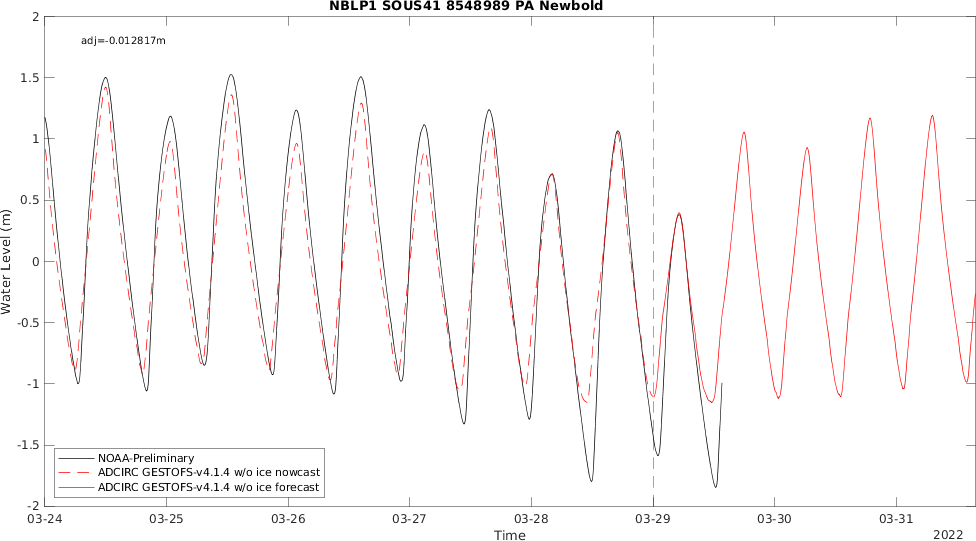 NBLP1 SOUS41 8548989 PA Newbold
adj=-0.012817m
2
1.5
1
0.5
0
-0.5
-1
-1.5
-2
Water Level (m)
NOAA-Preliminary
ADCIRC GESTOFS-v4.1.4 w/o ice nowcast
ADCIRC GESTOFS-v4.1.4 w/o ice forecast
03-24 03-25 03-26 03-27 03-28 03-29 03-30 03-31
Time
2022